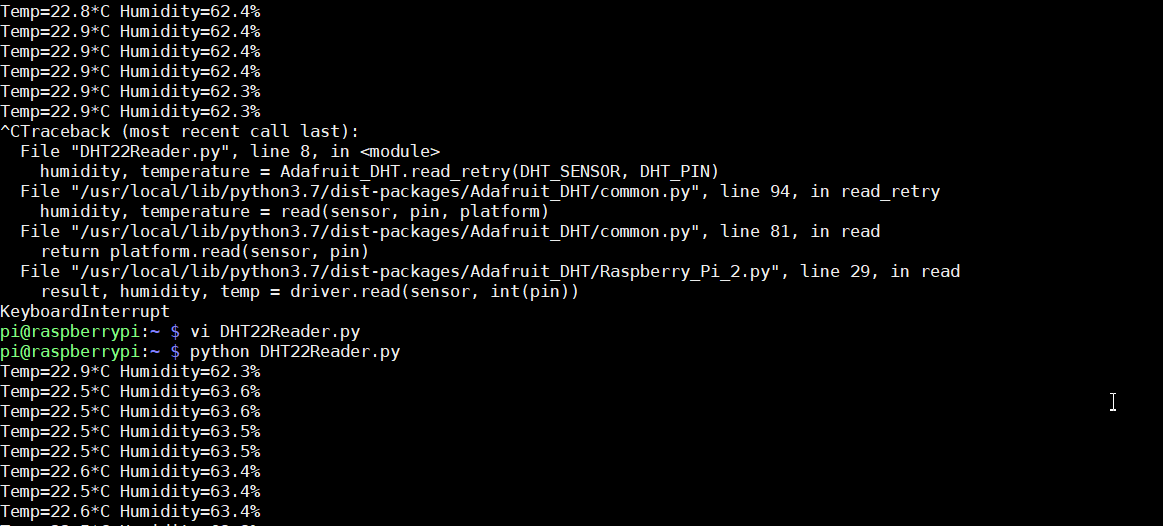 Temp=22.8*C Humidity=62.4%
Temp=22.9*C Humidity=62.4%
Temp=22.9*C Humidity=62.4%
Temp=22.9*C Humidity=62.4%
Temp=22.9*C Humidity=62.3%
Temp=22.9*C Humidity=62.3%
^CTraceback (most recent call last):
  File "DHT22Reader.py", line 8, in <module>
    humidity, temperature = Adafruit_DHT.read_retry(DHT_SENSOR, DHT_PIN)
  File "/usr/local/lib/python3.7/dist-packages/Adafruit_DHT/common.py", line 94, in read_retry
    humidity, temperature = read(sensor, pin, platform)
  File "/usr/local/lib/python3.7/dist-packages/Adafruit_DHT/common.py", line 81, in read
    return platform.read(sensor, pin)
  File "/usr/local/lib/python3.7/dist-packages/Adafruit_DHT/Raspberry_Pi_2.py", line 29, in read
    result, humidity, temp = driver.read(sensor, int(pin))
KeyboardInterrupt
pi@raspberrypi:~ $ vi DHT22Reader.py
pi@raspberrypi:~ $ python DHT22Reader.py
Temp=22.9*C Humidity=62.3%
Temp=22.5*C Humidity=63.6%
Temp=22.5*C Humidity=63.6%
Temp=22.5*C Humidity=63.5%
Temp=22.5*C Humidity=63.5%
Temp=22.6*C Humidity=63.4%
Temp=22.5*C Humidity=63.4%
Temp=22.6*C Humidity=63.4%